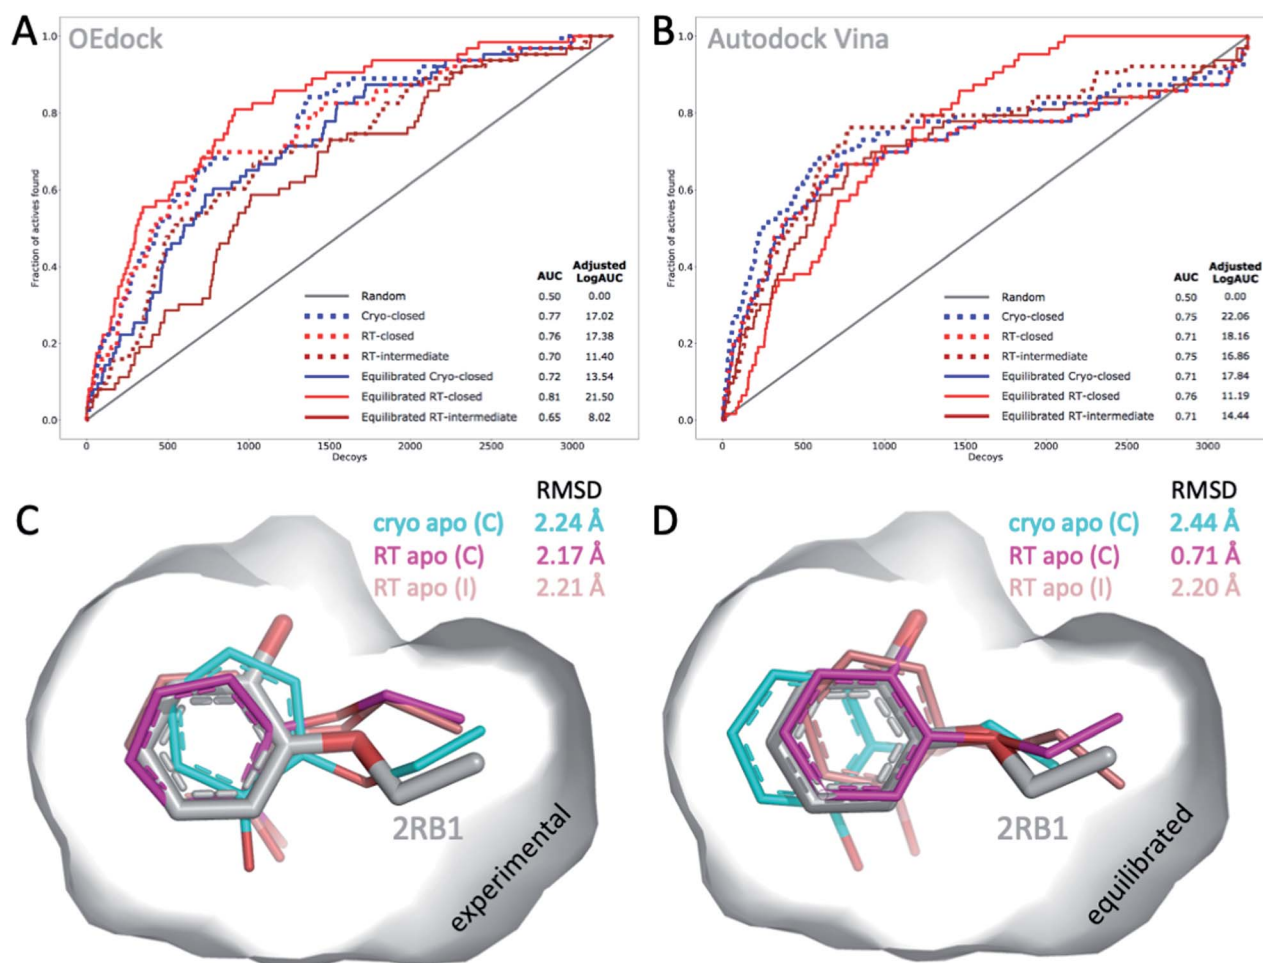 A
OEdock
Fraction of actives found
1.0
0.8
0.6
0.4
0.2
0.0
AUC Adjusted LogAUC
Random 0.50 0.00
Cryo-closed 0.77 17.02
RT-closed 0.76 17.38
RT-intermediate 0.70 11.40
Equilibrated Cryo-closed 0.72 13.54
Equilibrated RT-closed 0.81 21.50
Equilibrated RT-intermediate 0.65 8.02
0 500 1000 1500 2000 2500 3000
Decoys
B
Autodock Vina
Fraction of actives found
1.0
0.8
0.6
0.4
0.2
0.0
AUC Adjusted LogAUC
Random 0.50 0.00
Cryo-closed 0.75 22.06
RT-closed 0.71 18.16
RT-intermediate 0.75 16.86
Equilibrated Cryo-closed 0.71 17.84
Equilibrated RT-closed 0.76 11.19
Equilibrated RT-intermediate 0.71 14.44
0 500 1000 1500 2000 2500 3000
Decoys
C
RMSD
cryo apo (C) 2.24 Å
RT apo (C) 2.17 Å
RT apo (I) 2.21 Å
2RB1
experimental
D
RMSD
cryo apo (C) 2.44 Å
RT apo (C) 0.71 Å
RT apo (I) 2.20 Å
2RB1
equilibrated